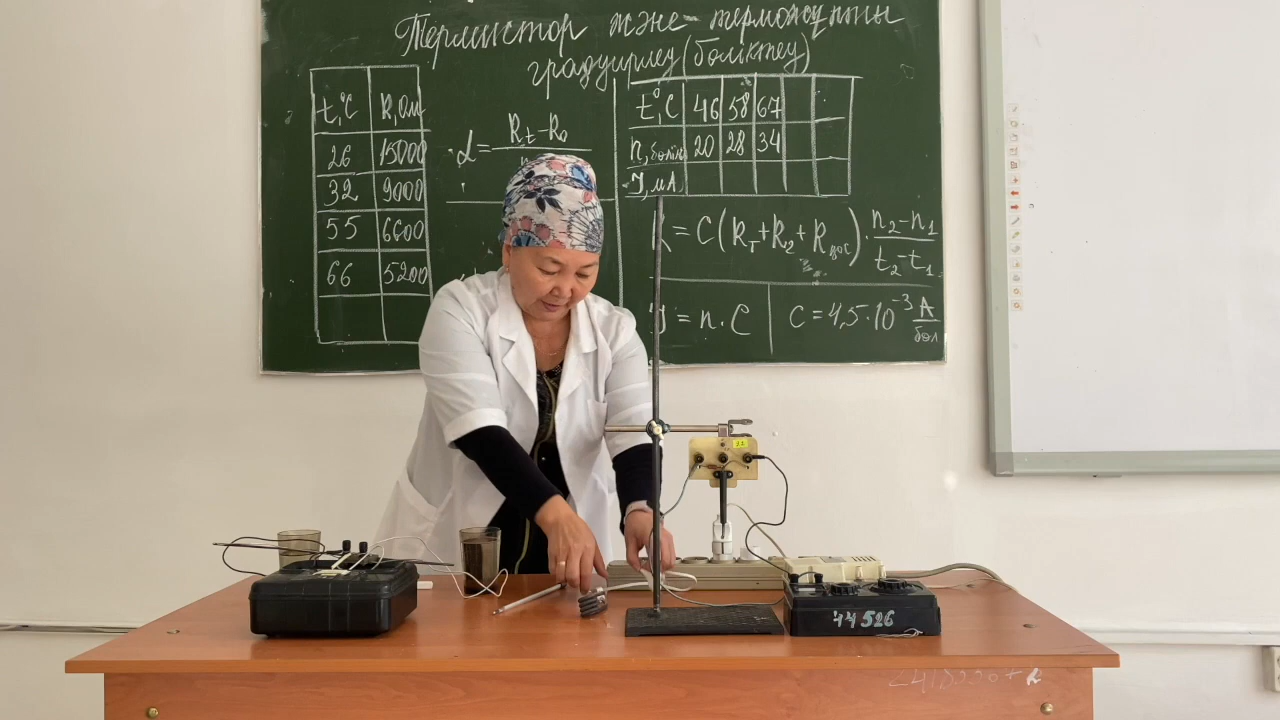 Термистор және терможұпты
градуирлеу (бөліктеу)
t,°C R,Ом
26 15000
32 9000
55 6600
66 5200
α = Rt-R0
t,°C 46 58 67
n,бөлік 20 28 34
J,мА
= C(RT+R2+Rқос)·n2-n1/t2-t1
J = n.C
C = 4,5·10⁻³ А/бөл
44526